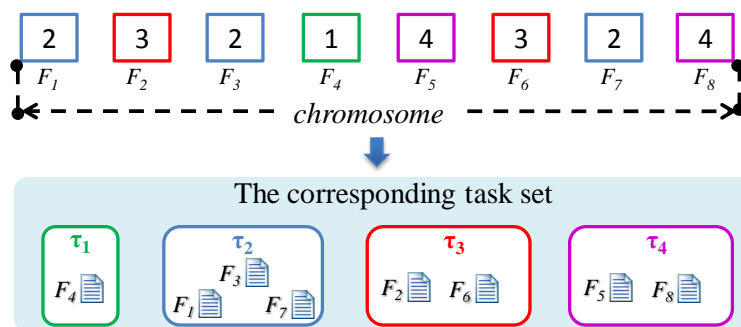 2 3 2 1 4 3 2 4
F1 F2 F3 F4 F5 F6 F7 F8
chromosome
The corresponding task set
τ1 τ2 τ3 τ4
F4 F3 F1 F7 F2 F6 F5 F8